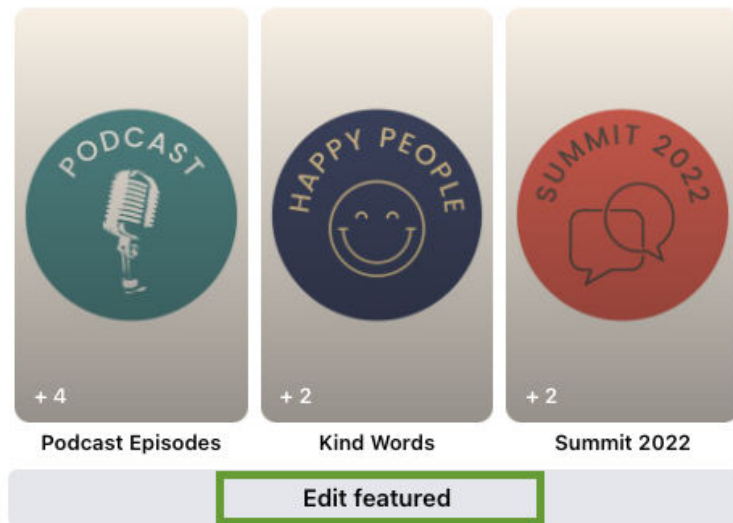 PODCAST
HAPPY PEOPLE
SUMMIT 2022
+ 4
+ 2
+ 2
Podcast Episodes
Kind Words
Summit 2022
Edit featured